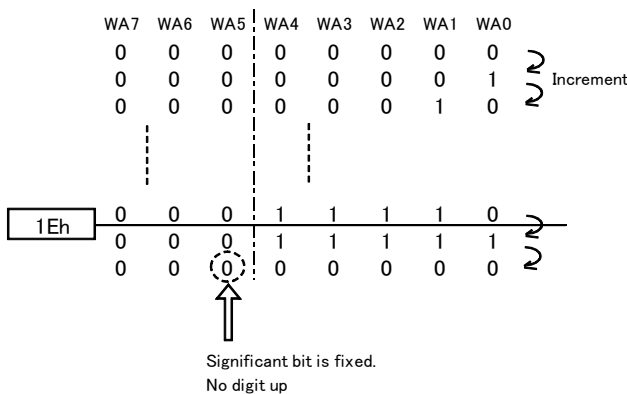 WA7 WA6 WA5 WA4 WA3 WA2 WA1 WA0
0 0 0 0 0 0 0 0
0 0 0 0 0 0 0 1 Increment
0 0 0 0 0 0 1 0
0 0 0 1 1 1 1 0
1Eh
0 0 0 1 1 1 1 1
0 0 0 0 0 0 0 0
Significant bit is fixed.
No digit up